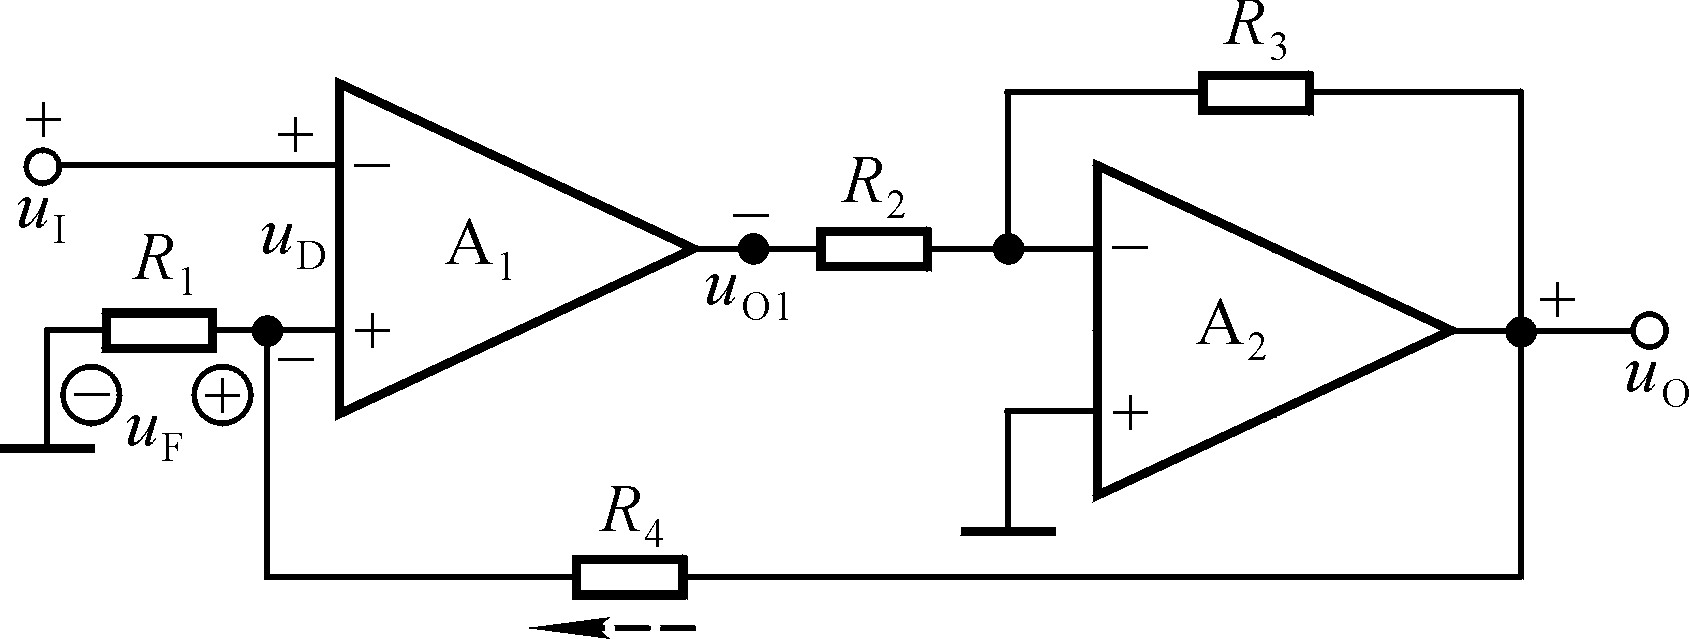 R3
+
+
−
uI
R1
uD
A1
−
uO1
R2
−
+
−
A2
+
uO
− uF +
+
R4